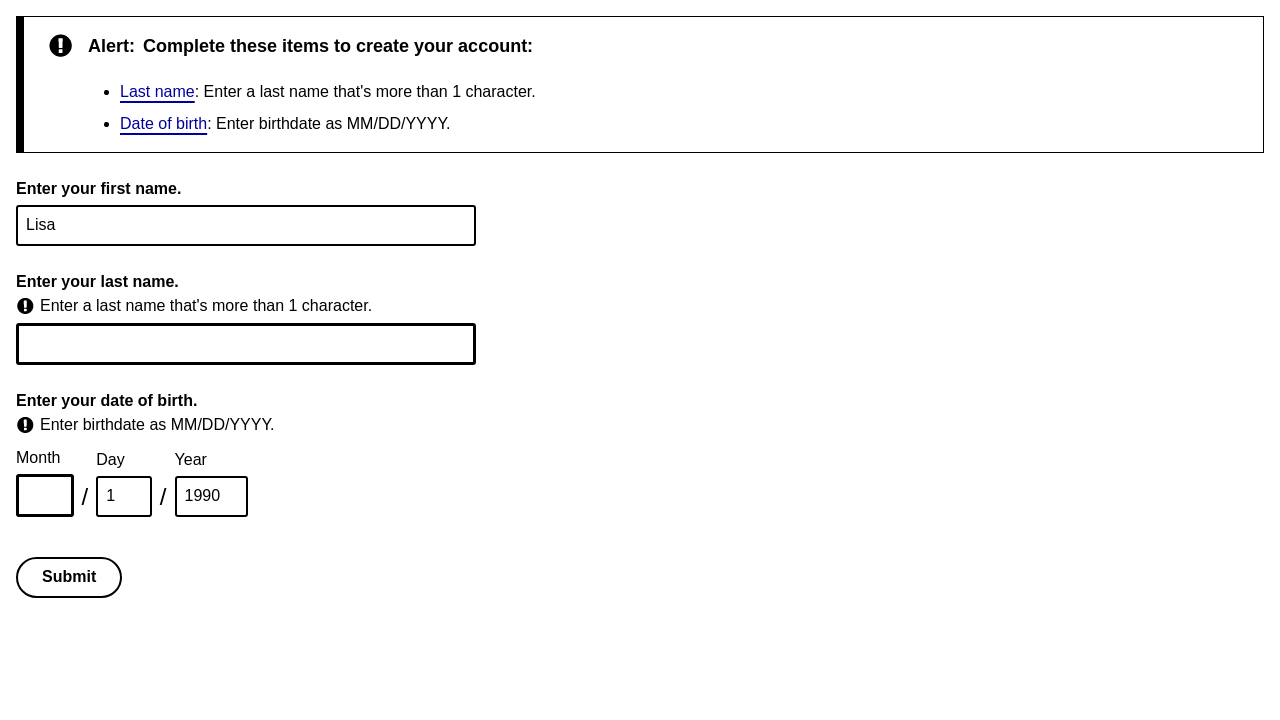 Alert: Complete these items to create your account:
Last name: Enter a last name that's more than 1 character.
Date of birth: Enter birthdate as MM/DD/YYYY.
Enter your first name.
Lisa
Enter your last name.
Enter a last name that's more than 1 character.
Enter your date of birth.
Enter birthdate as MM/DD/YYYY.
Month Day Year
/ 1 / 1990
Submit